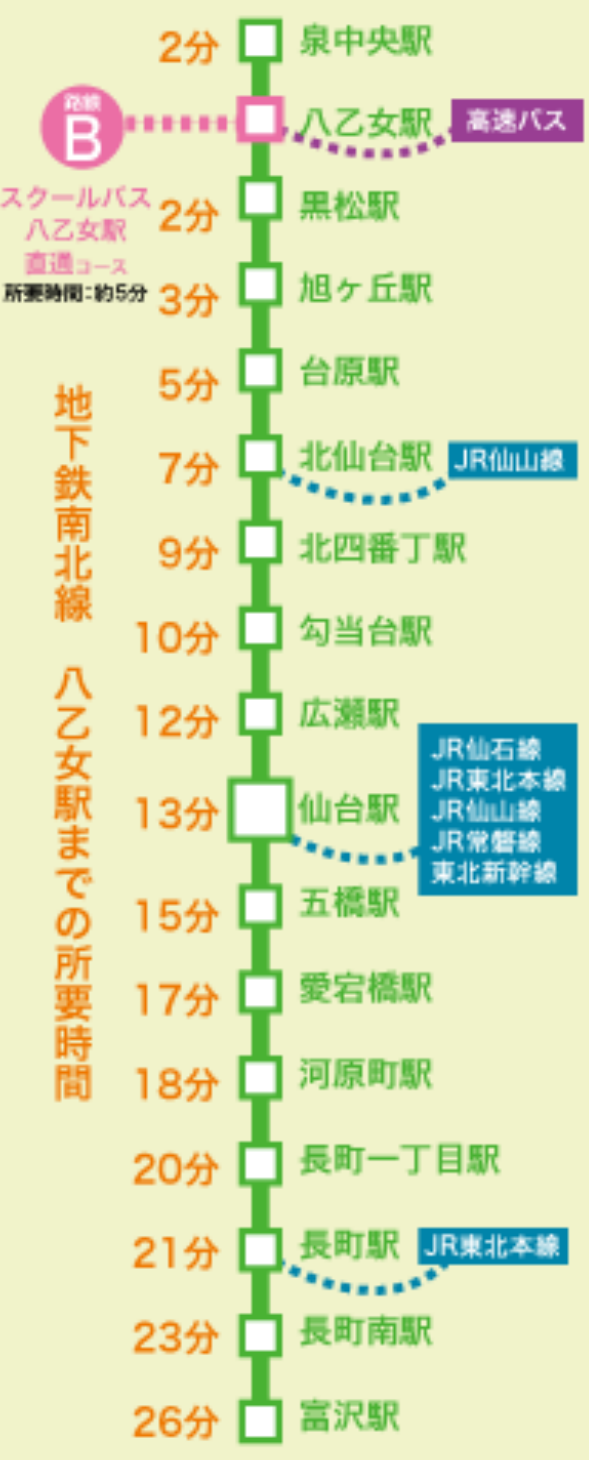 2分 泉中央駅
路線
B
八乙女駅 高速バス
スクールバス
八乙女駅
直通コース
所要時間:約5分
2分 黒松駅
3分 旭ヶ丘駅
5分 台原駅
7分 北仙台駅 JR仙山線
9分 北四番丁駅
10分 勾当台駅
12分 広瀬駅
13分 仙台駅
JR仙石線
JR東北本線
JR仙山線
JR常磐線
東北新幹線
15分 五橋駅
17分 愛宕橋駅
18分 河原町駅
20分 長町一丁目駅
21分 長町駅 JR東北本線
23分 長町南駅
26分 富沢駅
地下鉄南北線 八乙女駅までの所要時間